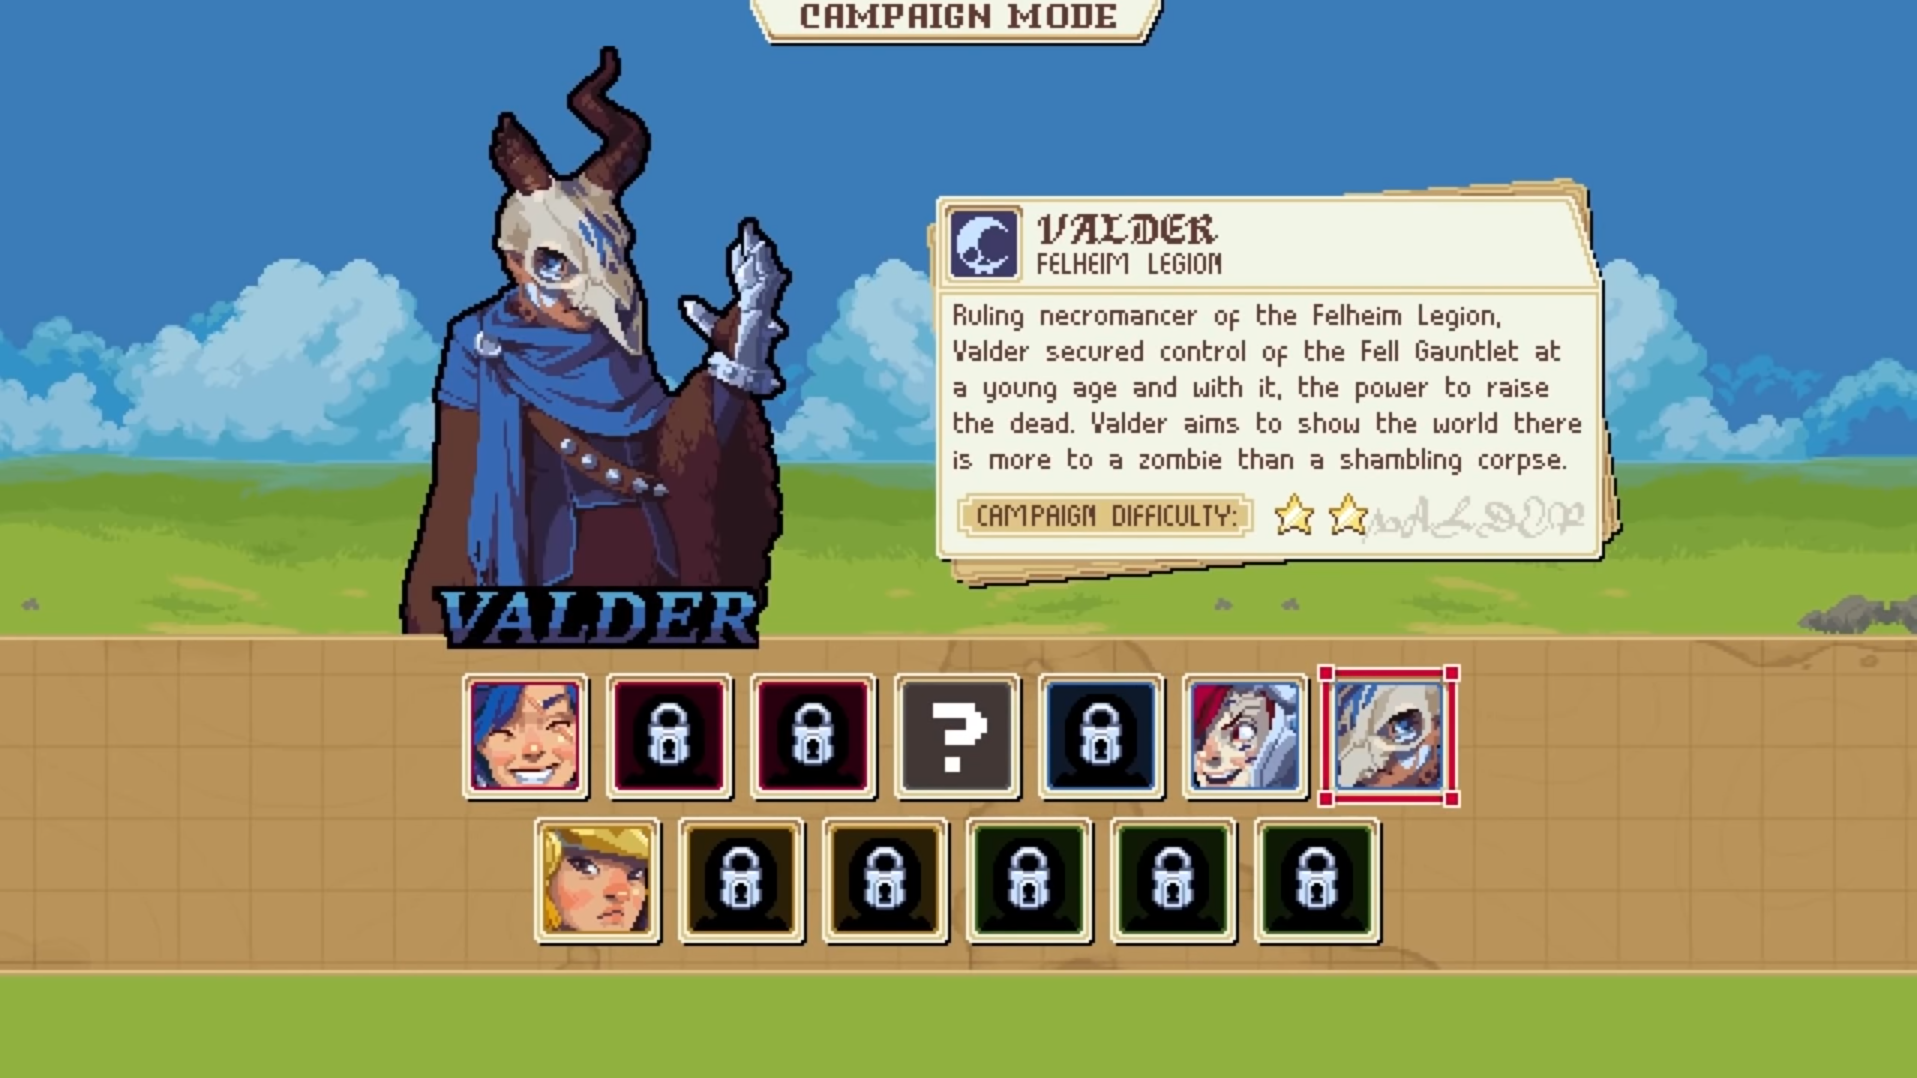 CAMPAIGN MODE
VALDER
FELHEIM LEGION
Ruling necromancer of the Felheim Legion,
Valder secured control of the Fell Gauntlet at
a young age and with it, the power to raise
the dead. Valder aims to show the world there
is more to a zombie than a shambling corpse.
CAMPAIGN DIFFICULTY:
VALDER
VALDER
?